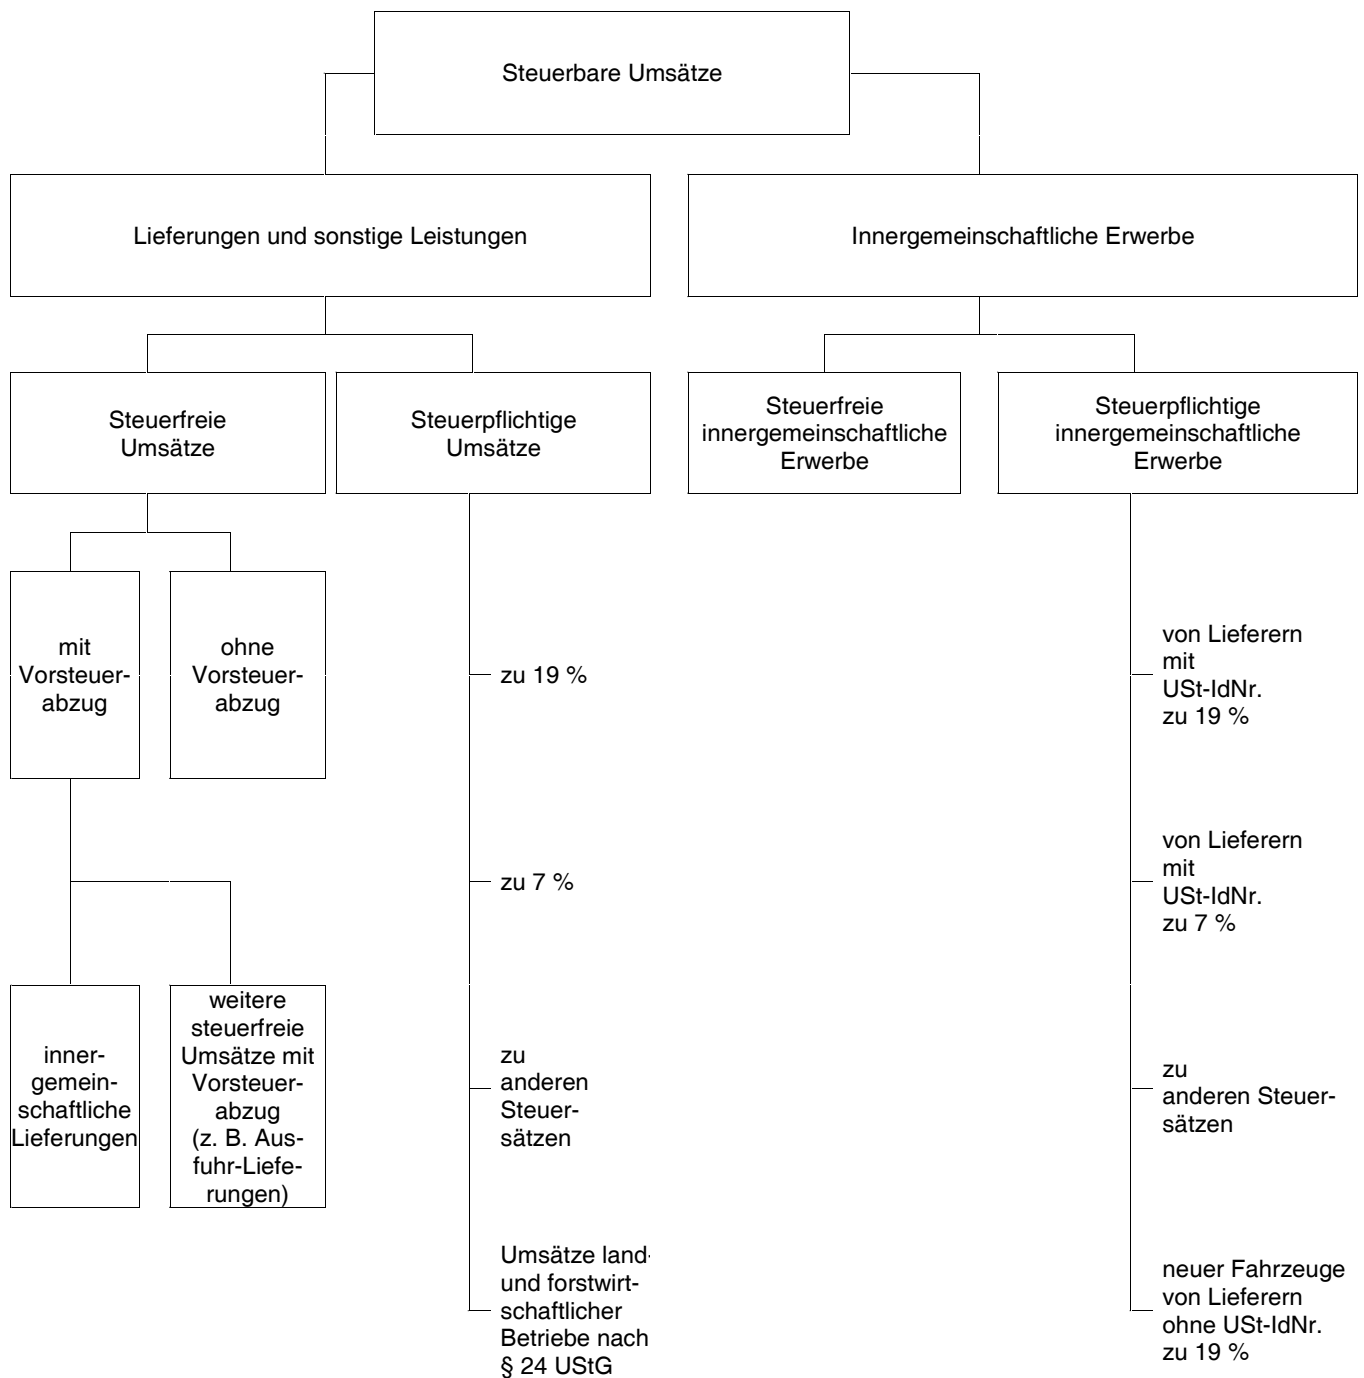 Steuerbare Umsätze
Lieferungen und sonstige Leistungen
Innergemeinschaftliche Erwerbe
Steuerfreie
Umsätze
Steuerpflichtige
Umsätze
Steuerfreie
innergemeinschaftliche
Erwerbe
Steuerpflichtige
innergemeinschaftliche
Erwerbe
mit
Vorsteuer-
abzug
ohne
Vorsteuer-
abzug
zu 19 %
von Lieferern
mit
USt-IdNr.
zu 19 %
zu 7 %
von Lieferern
mit
USt-IdNr.
zu 7 %
inner-
gemein-
schaftliche
Lieferungen
weitere
steuerfreie
Umsätze mit
Vorsteuer-
abzug
(z. B. Aus-
fuhr-Liefe-
rungen)
zu
anderen
Steuer-
sätzen
zu
anderen Steuer-
sätzen
Umsätze land-
und forstwirt-
schaftlicher
Betriebe nach
§ 24 UStG
neuer Fahrzeuge
von Lieferern
ohne USt-IdNr.
zu 19 %